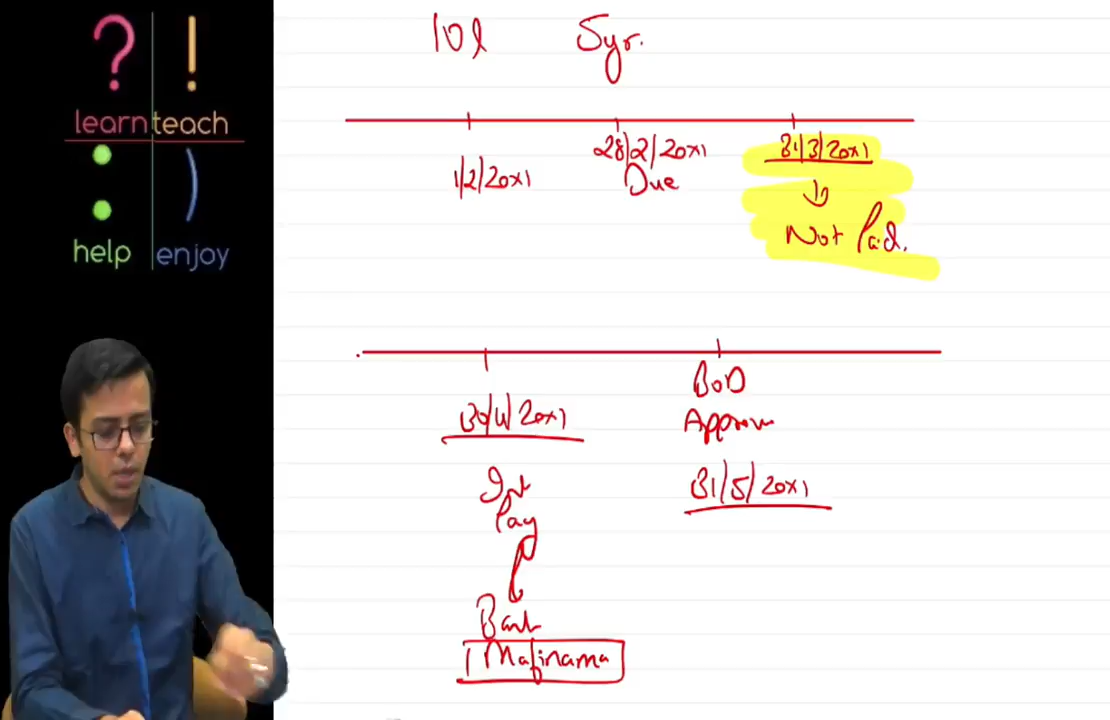 ? !
learn teach
help enjoy
10l 5yr.
1/2/20x1
28/2/20x1
Due
31/3/20x1
Not Paid.
30/4/20x1
Int
Pay
Bank
1 Mafinama
BoD
Approve
31/5/20x1